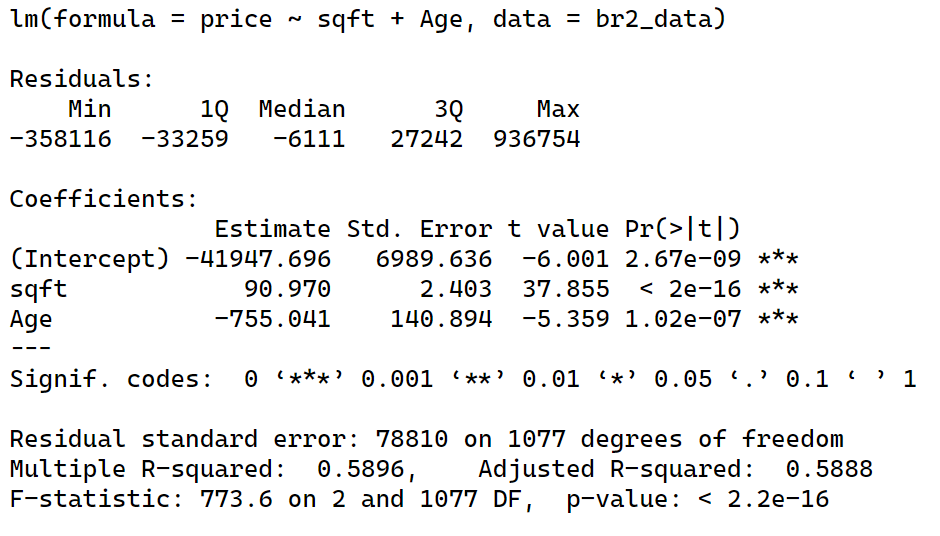 lm(formula = price ~ sqft + Age, data = br2_data)

Residuals:
    Min      1Q  Median      3Q     Max
-358116  -33259   -6111   27242  936754

Coefficients:
              Estimate Std. Error t value Pr(>|t|)
(Intercept) -41947.696   6989.636  -6.001 2.67e-09 ***
sqft            90.970      2.403  37.855  < 2e-16 ***
Age           -755.041    140.894  -5.359 1.02e-07 ***
---
Signif. codes:  0 ‘***’ 0.001 ‘**’ 0.01 ‘*’ 0.05 ‘.’ 0.1 ‘ ’ 1

Residual standard error: 78810 on 1077 degrees of freedom
Multiple R-squared:  0.5896,    Adjusted R-squared:  0.5888
F-statistic: 773.6 on 2 and 1077 DF,  p-value: < 2.2e-16